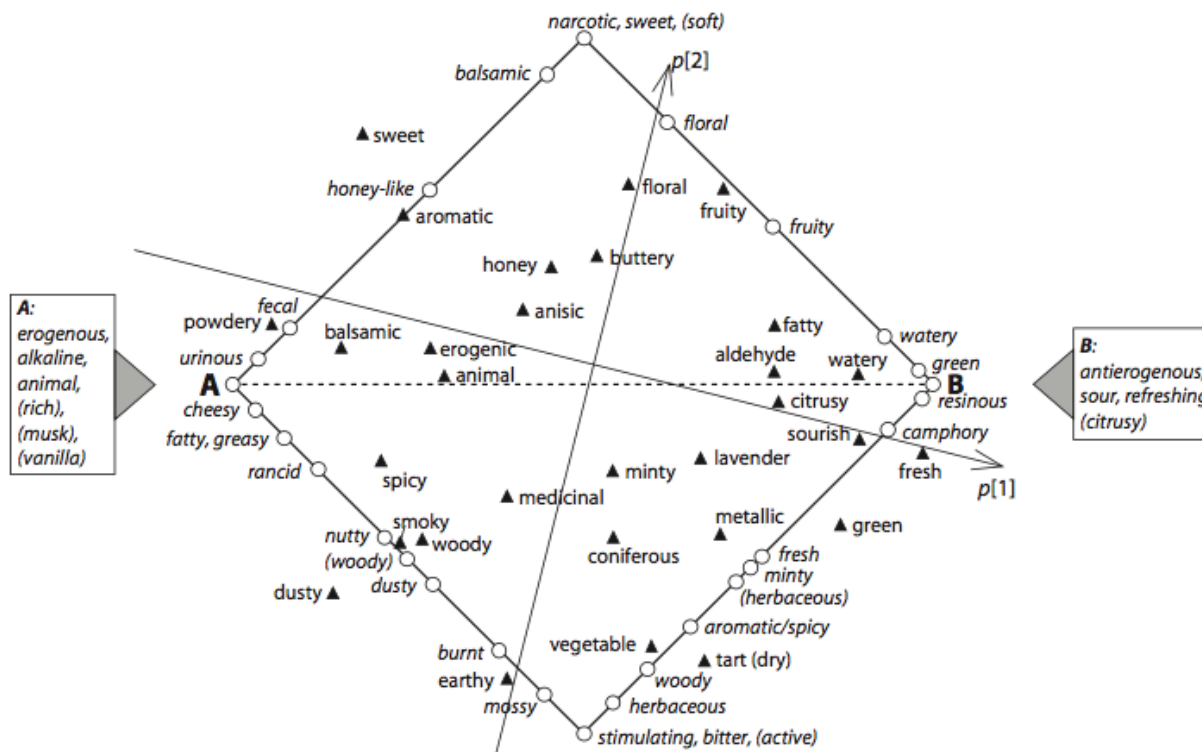 narcotic, sweet, (soft)
p[2]
balsamic
floral
sweet
honey-like
floral
fruity
aromatic
fruity
buttery
honey
A:
erogenous,
alkaline,
animal,
(rich),
(musk),
(vanilla)
fecal
powdery
anisic
fatty
watery
balsamic
erogenic
urinous
aldehyde
watery
green
animal
A
B
B:
antierogenous,
sour, refreshing
(citrusy)
cheesy
citrusy
resinous
fatty, greasy
sourish
camphory
rancid
spicy
minty
lavender
fresh
p[1]
medicinal
smoky
nutty
(woody)
woody
metallic
green
coniferous
fresh
minty
(herbaceous)
dusty
dusty
aromatic/spicy
burnt
vegetable
tart (dry)
earthy
woody
mossy
herbaceous
stimulating, bitter, (active)